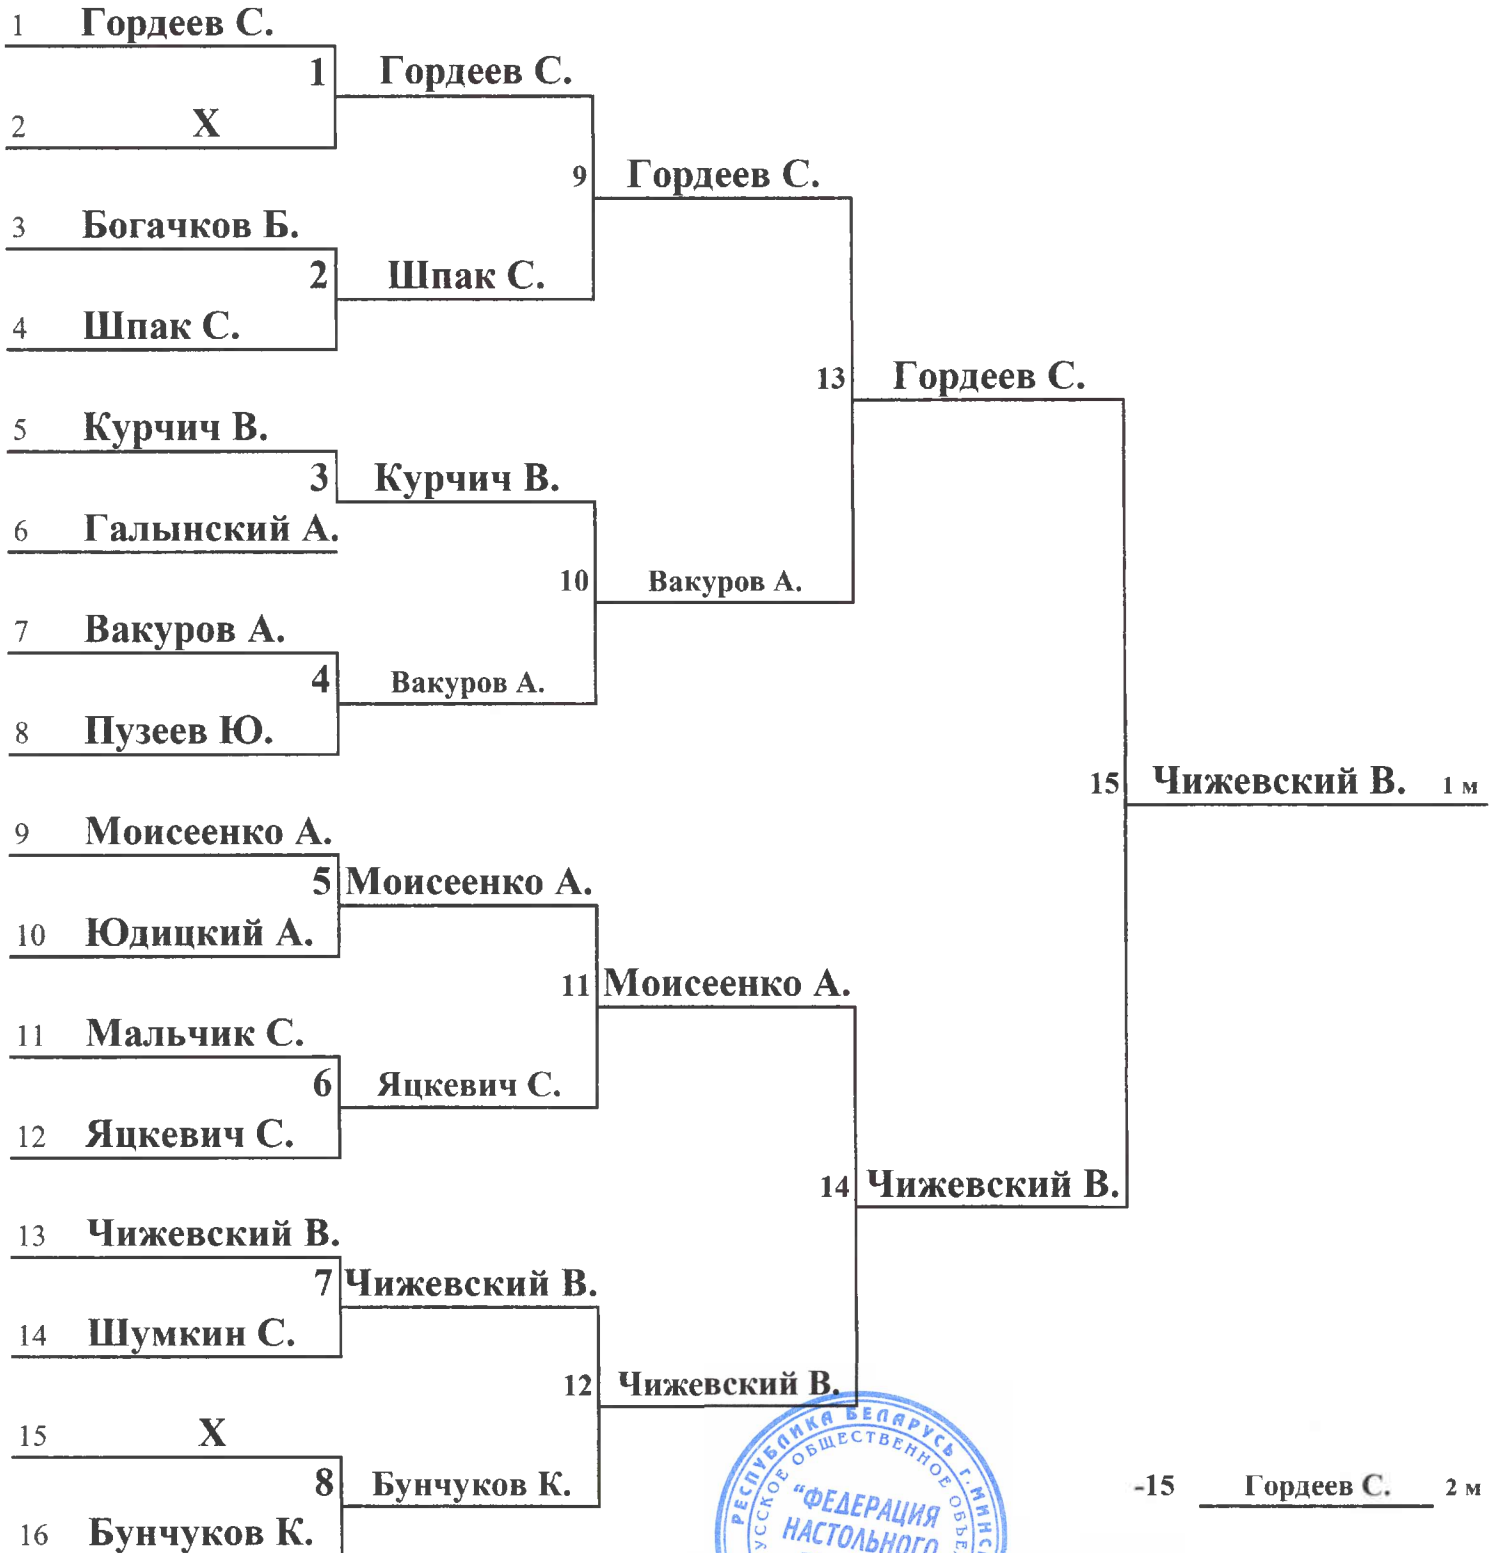 1 Гордеев С.
1 Гордеев С.
2 X
9 Гордеев С.
3 Богачков Б.
2 Шпак С.
4 Шпак С.
13 Гордеев С.
5 Курчич В.
3 Курчич В.
6 Галынский А.
10 Вакуров А.
7 Вакуров А.
4 Вакуров А.
8 Пузеев Ю.
15 Чижевский В. 1 м
9 Моисеенко А.
5 Моисеенко А.
10 Юдицкий А.
11 Моисеенко А.
11 Мальчик С.
6 Яцкевич С.
12 Яцкевич С.
14 Чижевский В.
13 Чижевский В.
7 Чижевский В.
14 Шумкин С.
12 Чижевский В.
15 X
8 Бунчуков К.
-15 Гордеев С. 2 м
16 Бунчуков К.
РЕСПУБЛИКА БЕЛАРУСЬ г.МИНС
ОБЩЕСТВЕННОЕ
"ФЕДЕРАЦИЯ
НАСТОЛЬНОГО